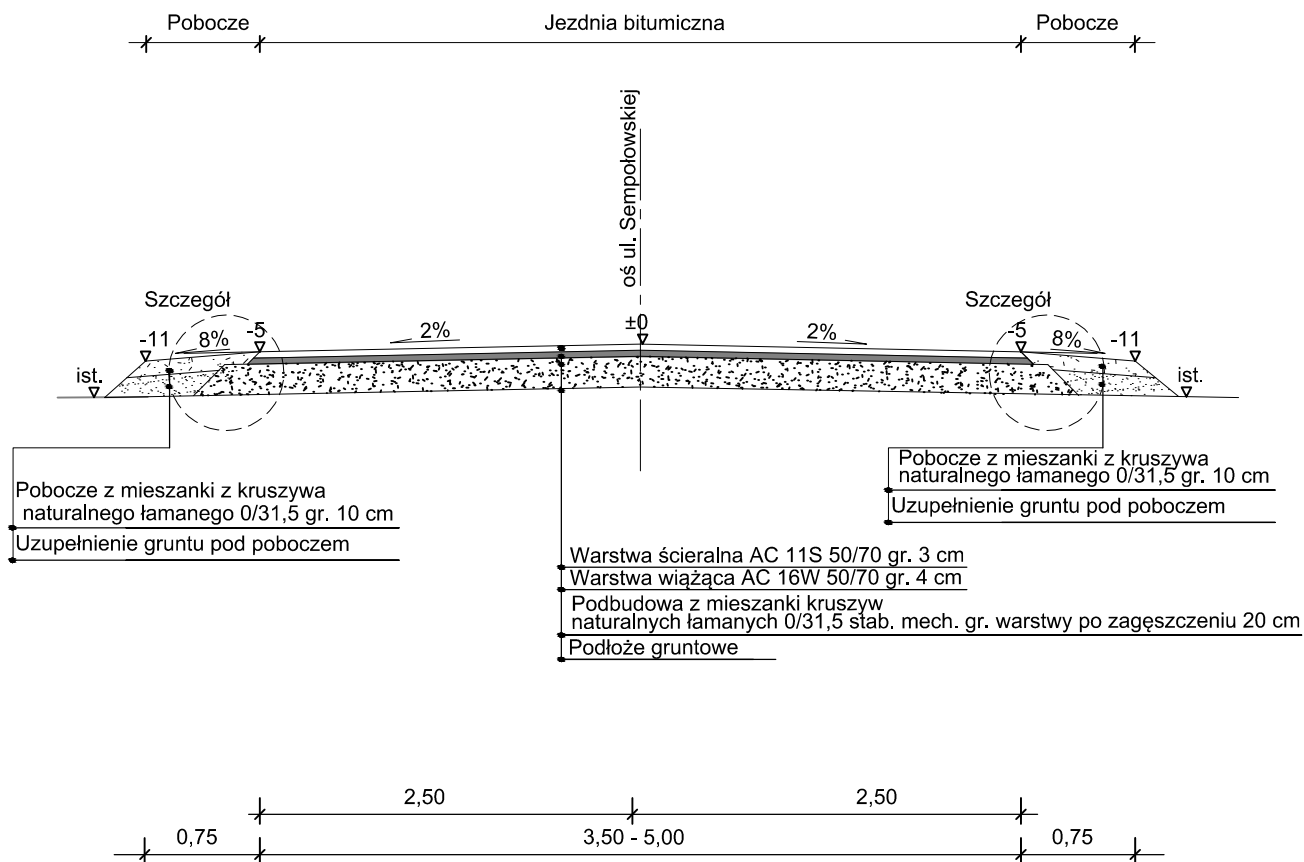 Pobocze
Jezdnia bitumiczna
Pobocze
oś ul. Sempołowskiej
Szczegół
Szczegół
-11
8%
-5
2%
±0
2%
-5
8%
-11
ist.
ist.
Pobocze z mieszanki z kruszywa
naturalnego łamanego 0/31,5 gr. 10 cm
Uzupełnienie gruntu pod poboczem
Pobocze z mieszanki z kruszywa
naturalnego łamanego 0/31,5 gr. 10 cm
Uzupełnienie gruntu pod poboczem
Warstwa ścieralna AC 11S 50/70 gr. 3 cm
Warstwa wiążąca AC 16W 50/70 gr. 4 cm
Podbudowa z mieszanki kruszyw
naturalnych łamanych 0/31,5 stab. mech. gr. warstwy po zagęszczeniu 20 cm
Podłoże gruntowe
2,50
2,50
0,75
3,50 - 5,00
0,75